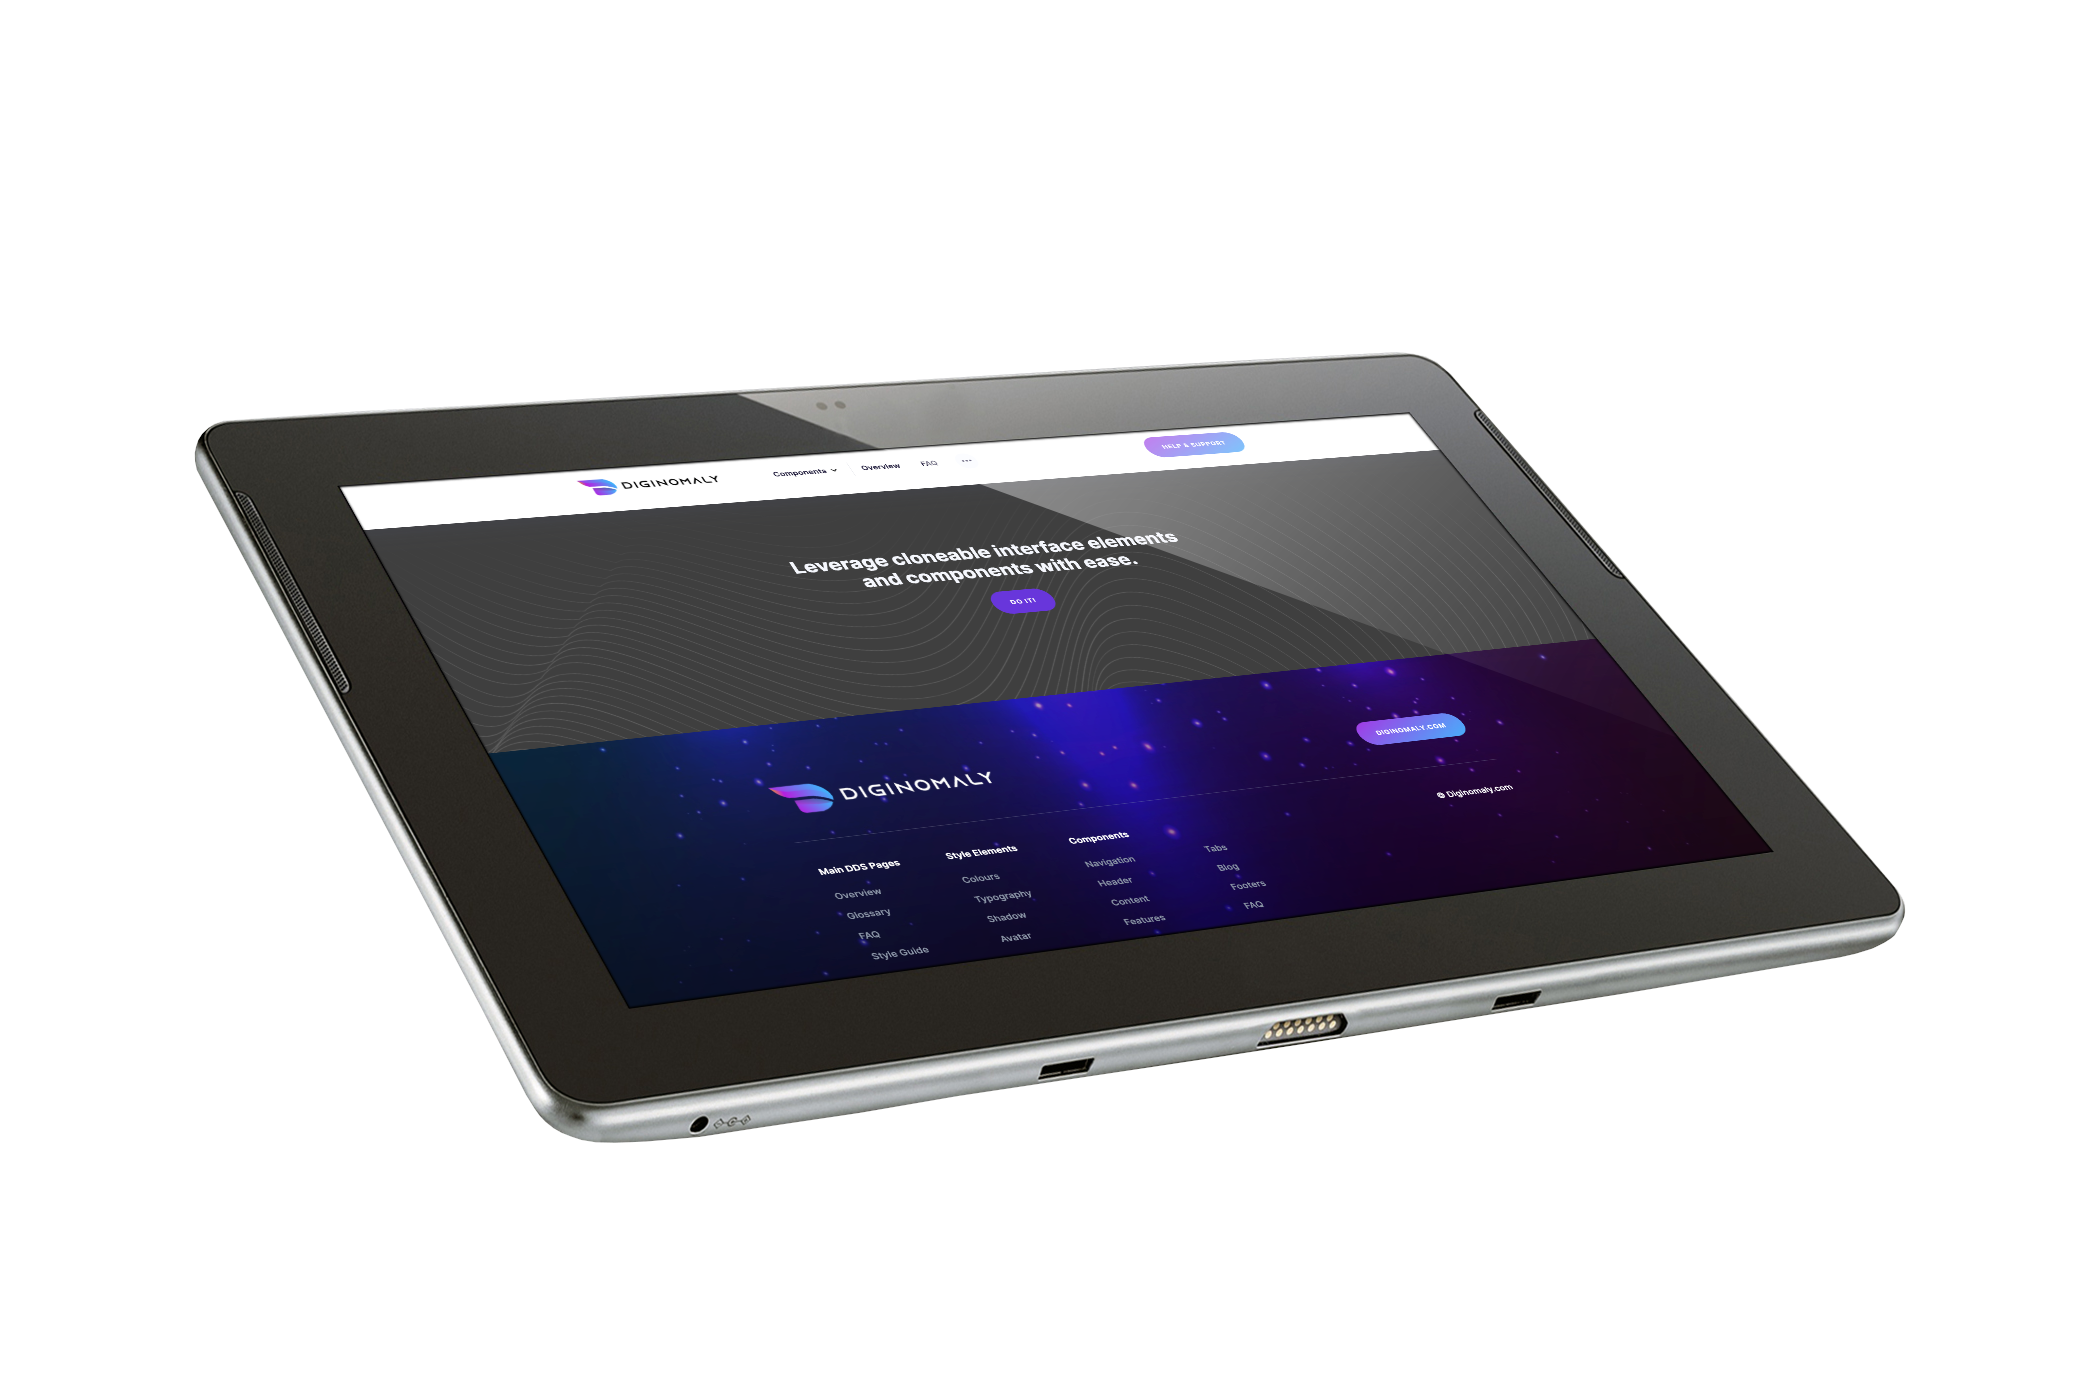 DIGINOMALY
Components
Overview
FAQ
HELP & SUPPORT
Leverage cloneable interface elements
and components with ease.
DO IT!
DIGINOMALY
DIGINOMALY.COM
© Diginomaly.com
Main DDS Pages
Overview
Glossary
FAQ
Style Guide
Style Elements
Colours
Typography
Shadow
Avatar
Components
Navigation
Header
Content
Features
Tabs
Blog
Footers
FAQ